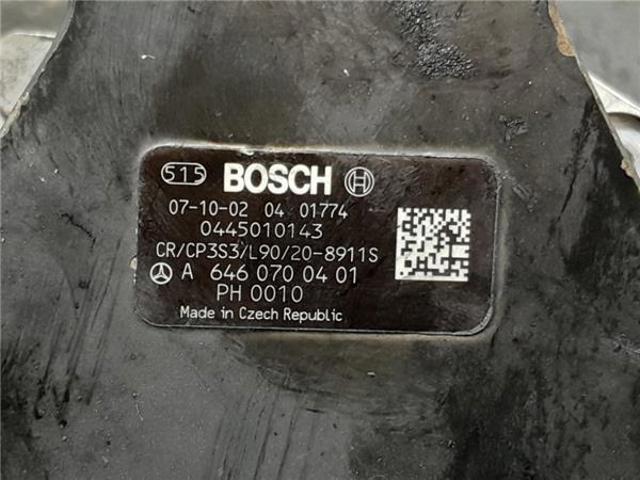 515 BOSCH
07-10-02 04 01774
0445010143
CR/CP3S3/L90/20-8911S
A 646 070 04 01
PH 0010
Made in Czech Republic